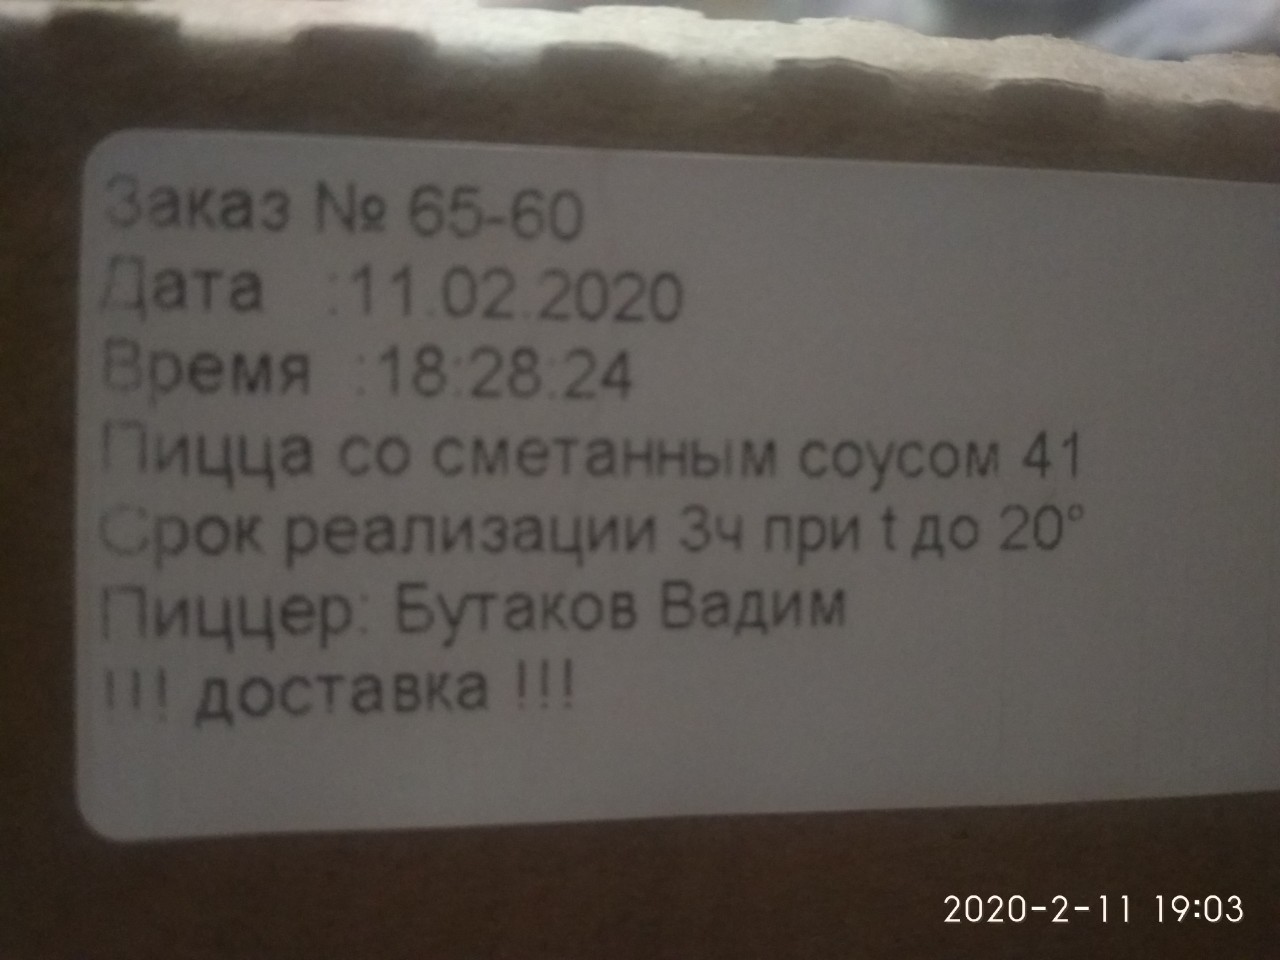 Заказ № 65-60
Дата :11.02.2020
Время :18:28:24
Пицца со сметанным соусом 41
Срок реализации 3ч при t до 20°
Пиццер: Бутаков Вадим
!!! доставка !!!
2020-2-11 19:03